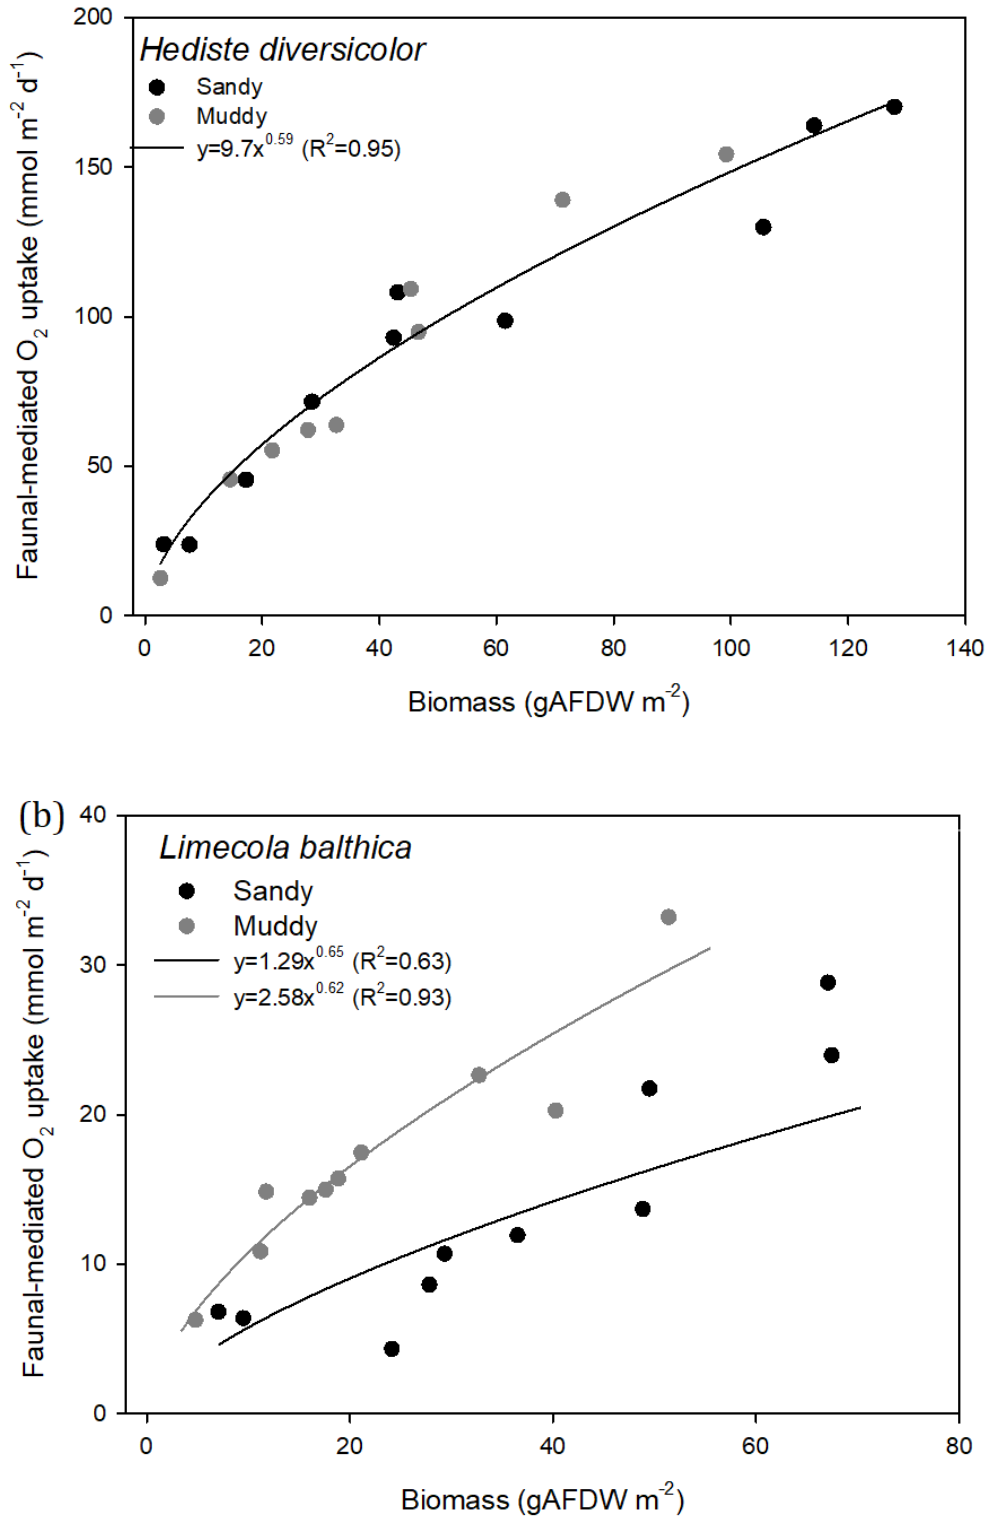 200
150
100
50
0
Faunal-mediated O2 uptake (mmol m-2 d-1)
Hediste diversicolor
Sandy
Muddy
y=9.7x0.59 (R2=0.95)
0 20 40 60 80 100 120 140
Biomass (gAFDW m-2)
(b)
40
30
20
10
0
Faunal-mediated O2 uptake (mmol m-2 d-1)
Limecola balthica
Sandy
Muddy
y=1.29x0.65 (R2=0.63)
y=2.58x0.62 (R2=0.93)
0 20 40 60 80
Biomass (gAFDW m-2)